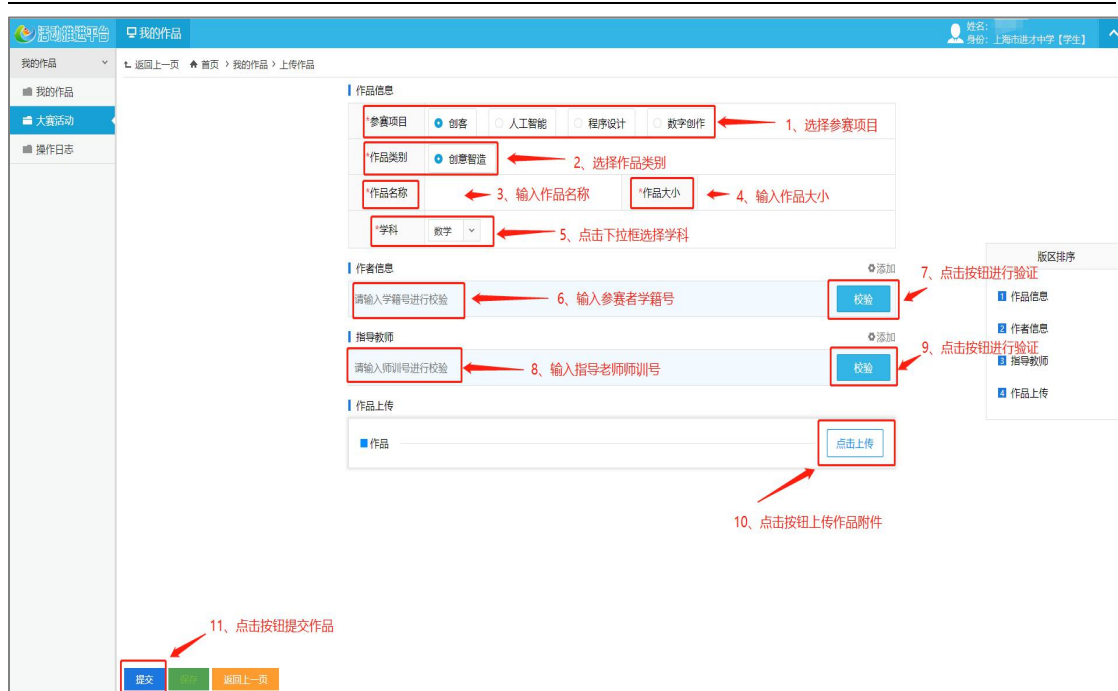 活动推进平台 我的作品 姓名:
身份: 上海市进才中学【学生】
我的作品 返回上一页 首页 > 我的作品 > 上传作品
我的作品
大赛活动
操作日志
作品信息
*参赛项目 创客 人工智能 程序设计 数字创作 1、选择参赛项目
*作品类别 创意智造 2、选择作品类别
*作品名称 3、输入作品名称 *作品大小 4、输入作品大小
*学科 数学 5、点击下拉框选择学科
作者信息 添加 7、点击按钮进行验证
请输入学籍号进行校验 6、输入参赛者学籍号 校验
指导教师 添加 9、点击按钮进行验证
请输入师训号进行校验 8、输入指导老师师训号 校验
作品上传
作品 点击上传
10、点击按钮上传作品附件
版区排序
1 作品信息
2 作者信息
3 指导教师
4 作品上传
11、点击按钮提交作品
提交 保存 返回上一页